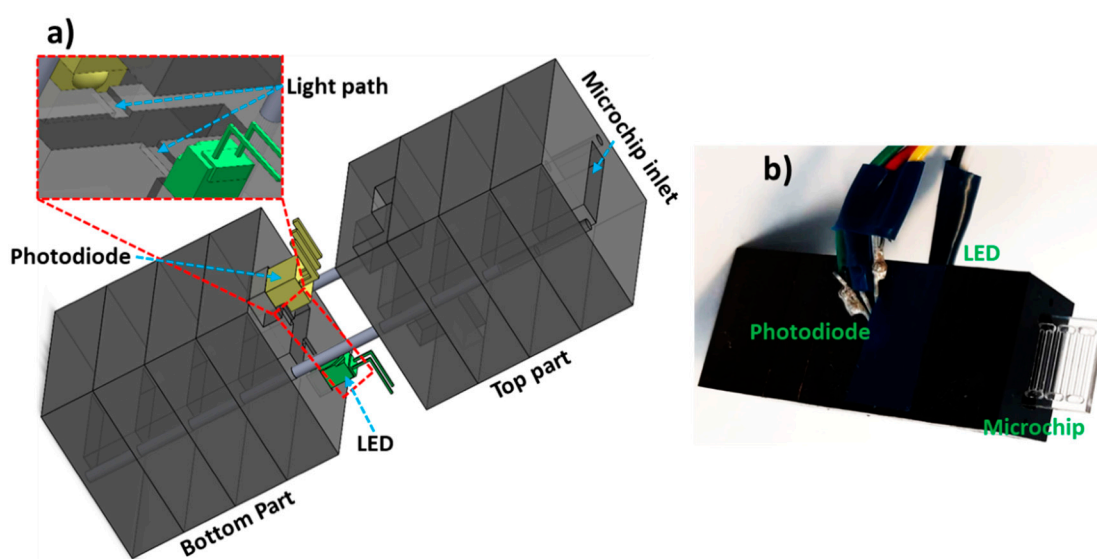 a)
Light path
Microchip inlet
Photodiode
Top part
LED
Bottom Part
b)
LED
Photodiode
Microchip